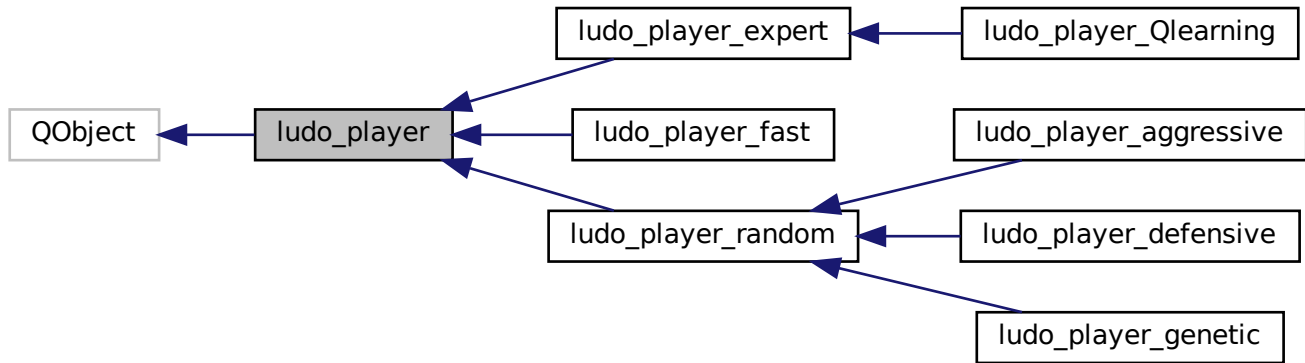 ludo_player_expert
ludo_player_Qlearning
QObject
ludo_player
ludo_player_fast
ludo_player_aggressive
ludo_player_random
ludo_player_defensive
ludo_player_genetic